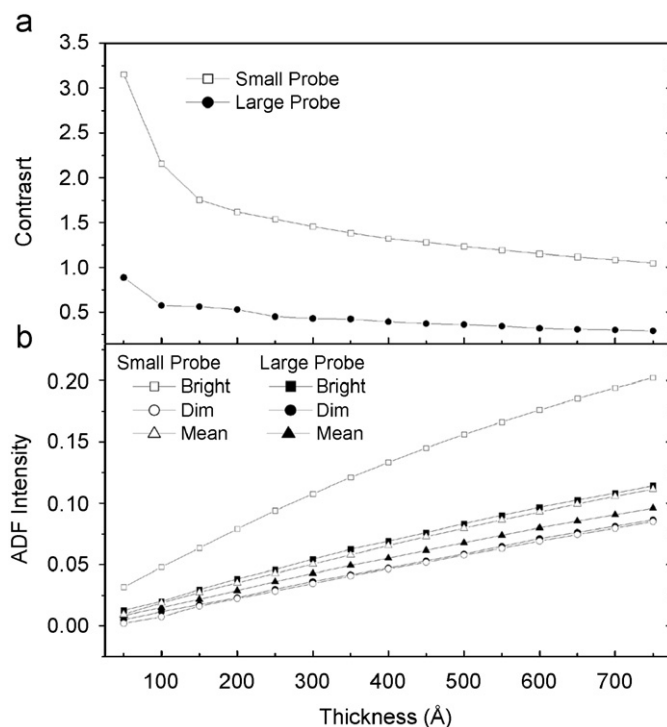 a
3.5
3.0
2.5
2.0
1.5
1.0
0.5
Contrasrt
Small Probe
Large Probe
b
0.20
0.15
0.10
0.05
0.00
ADF Intensity
Small Probe Large Probe
Bright Bright
Dim Dim
Mean Mean
100 200 300 400 500 600 700
Thickness (Å)